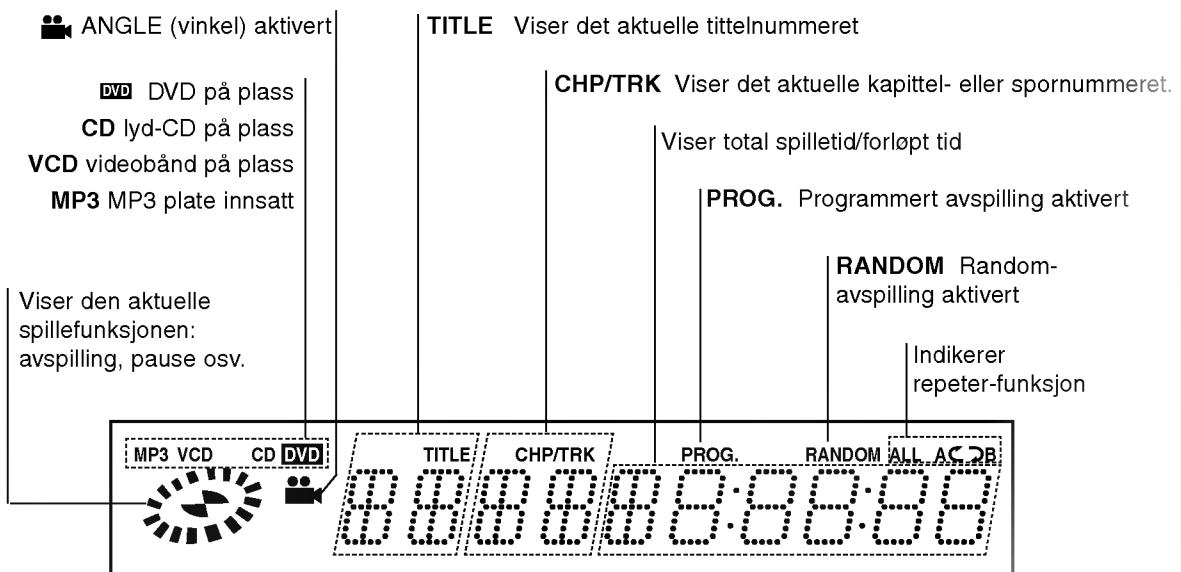 ANGLE (vinkel) aktivert
DVD DVD på plass
CD lyd-CD på plass
VCD videobånd på plass
MP3 MP3 plate innsatt
Viser den aktuelle
spillefunksjonen:
avspilling, pause osv.
TITLE Viser det aktuelle tittelnummeret
CHP/TRK Viser det aktuelle kapittel- eller spornummeret.
Viser total spilletid/forløpt tid
PROG. Programmert avspilling aktivert
RANDOM Random-
avspilling aktivert
Indikerer
repeter-funksjon
MP3 VCD CD DVD TITLE CHP/TRK PROG. RANDOM ALL A B